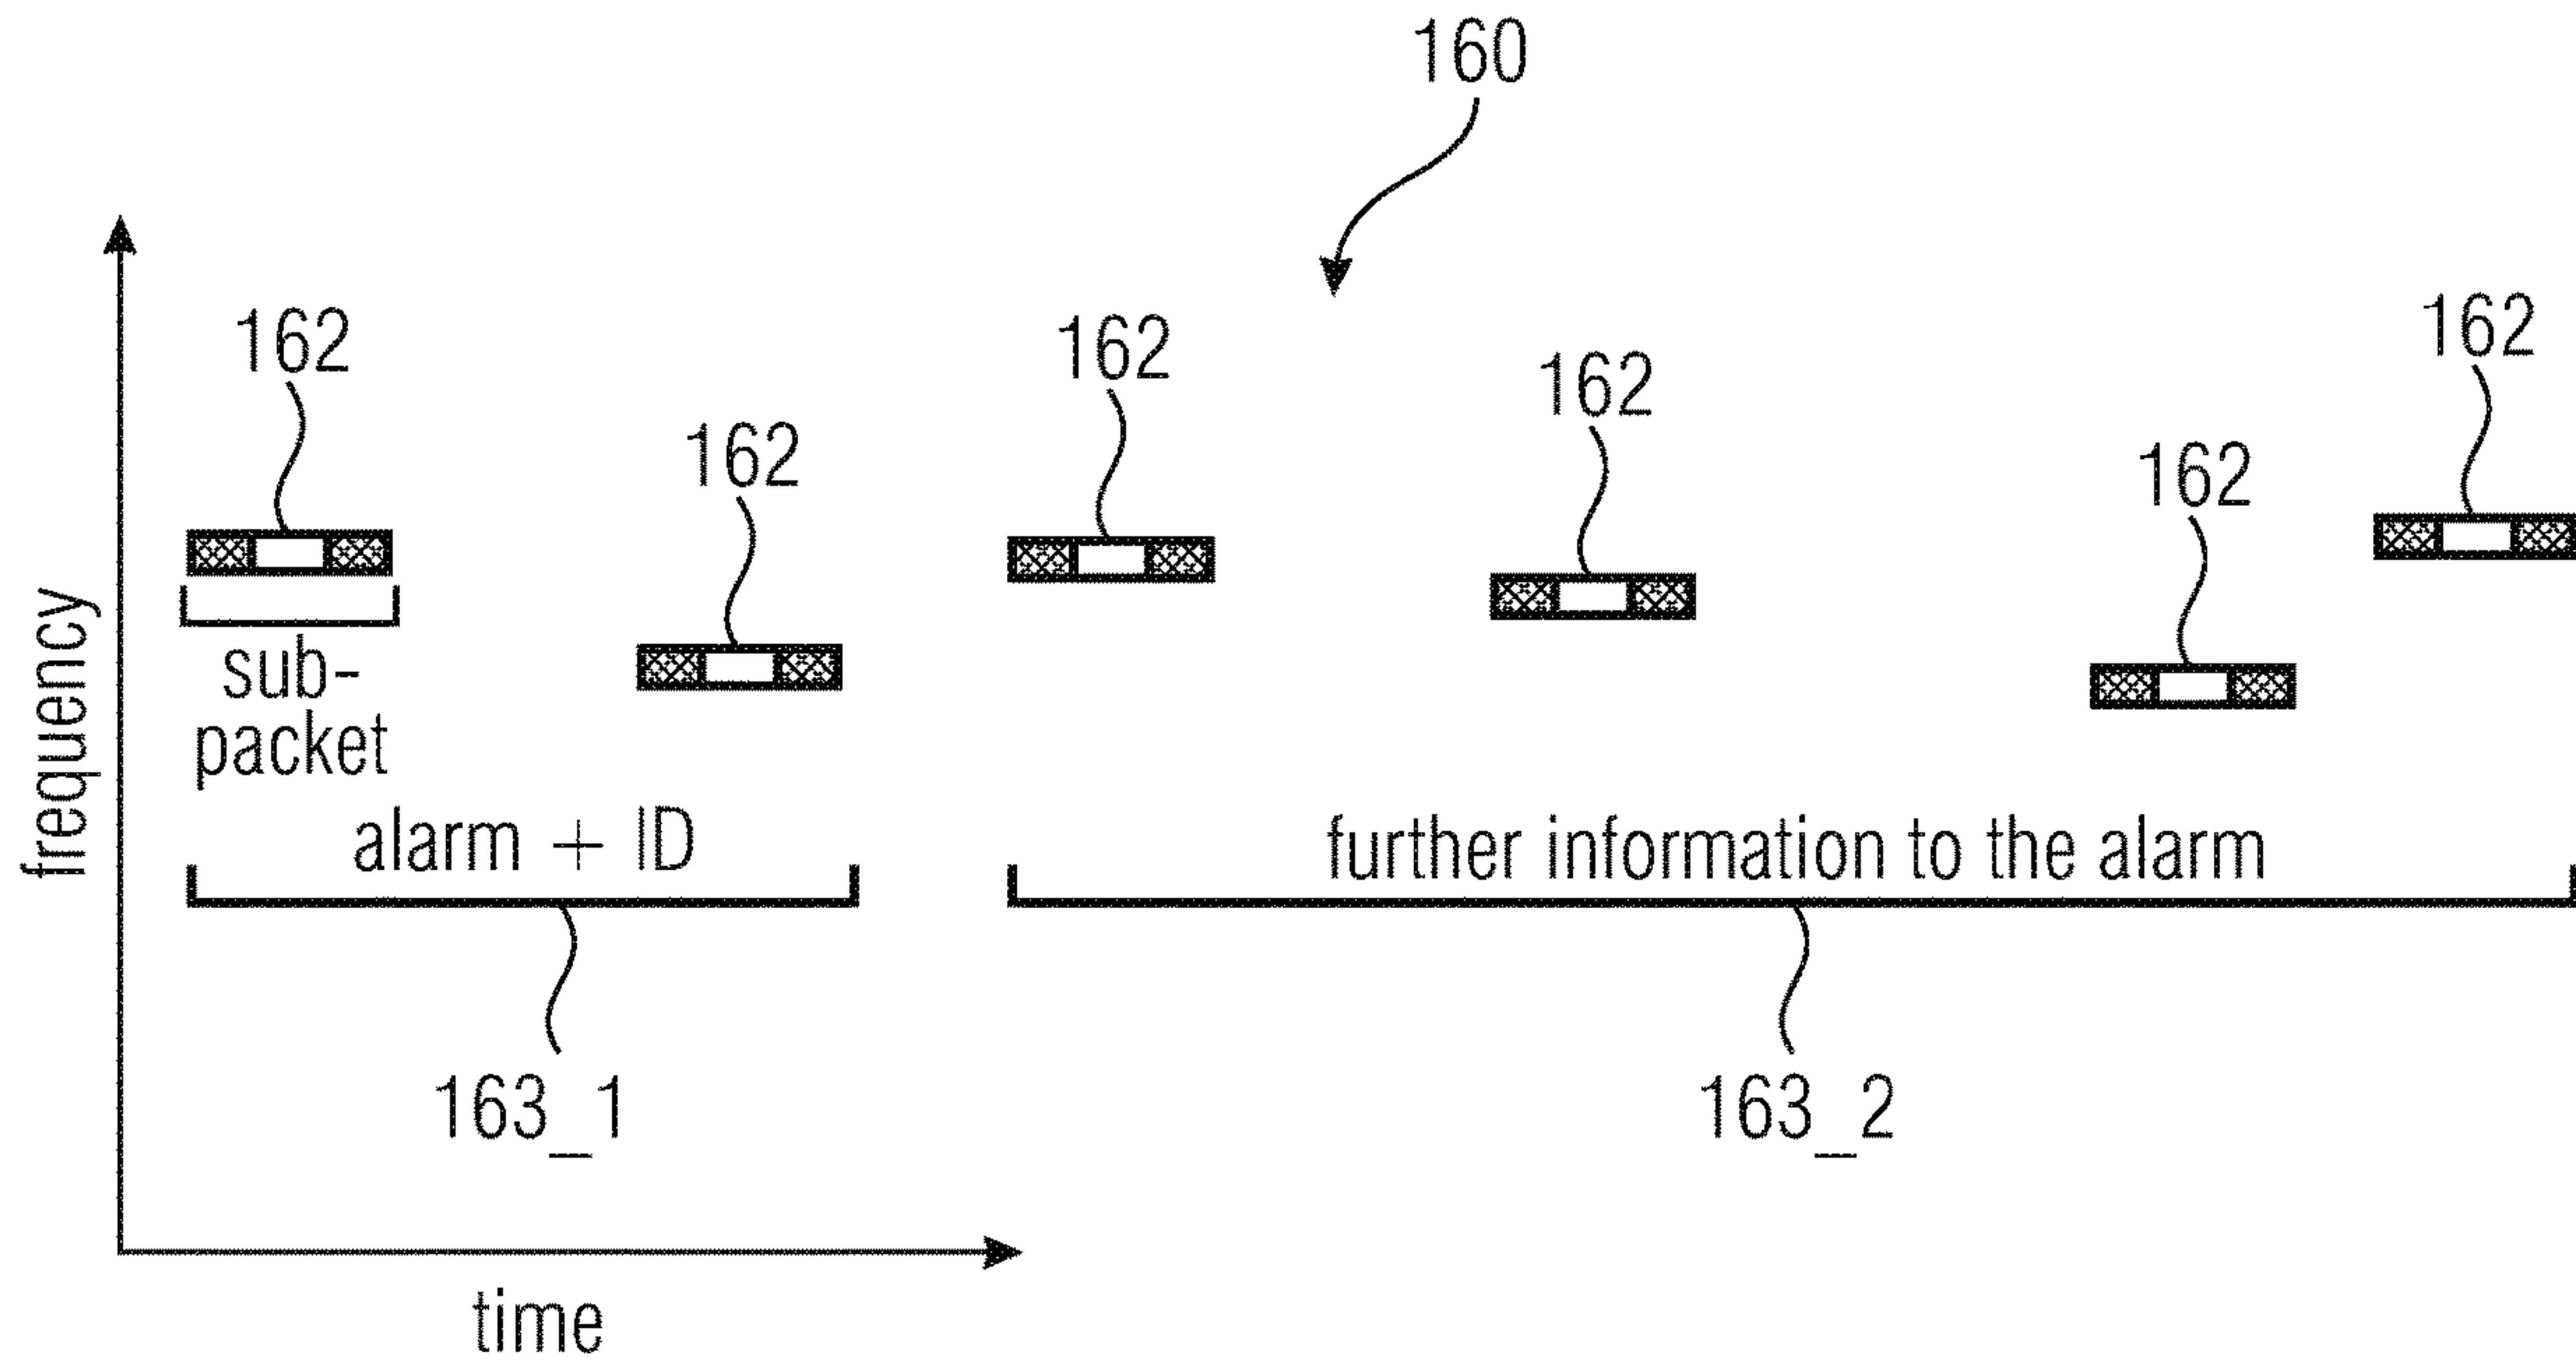 160
162
162
162
162
162
162
frequency
sub-
packet
alarm + ID
further information to the alarm
163_1
163_2
time